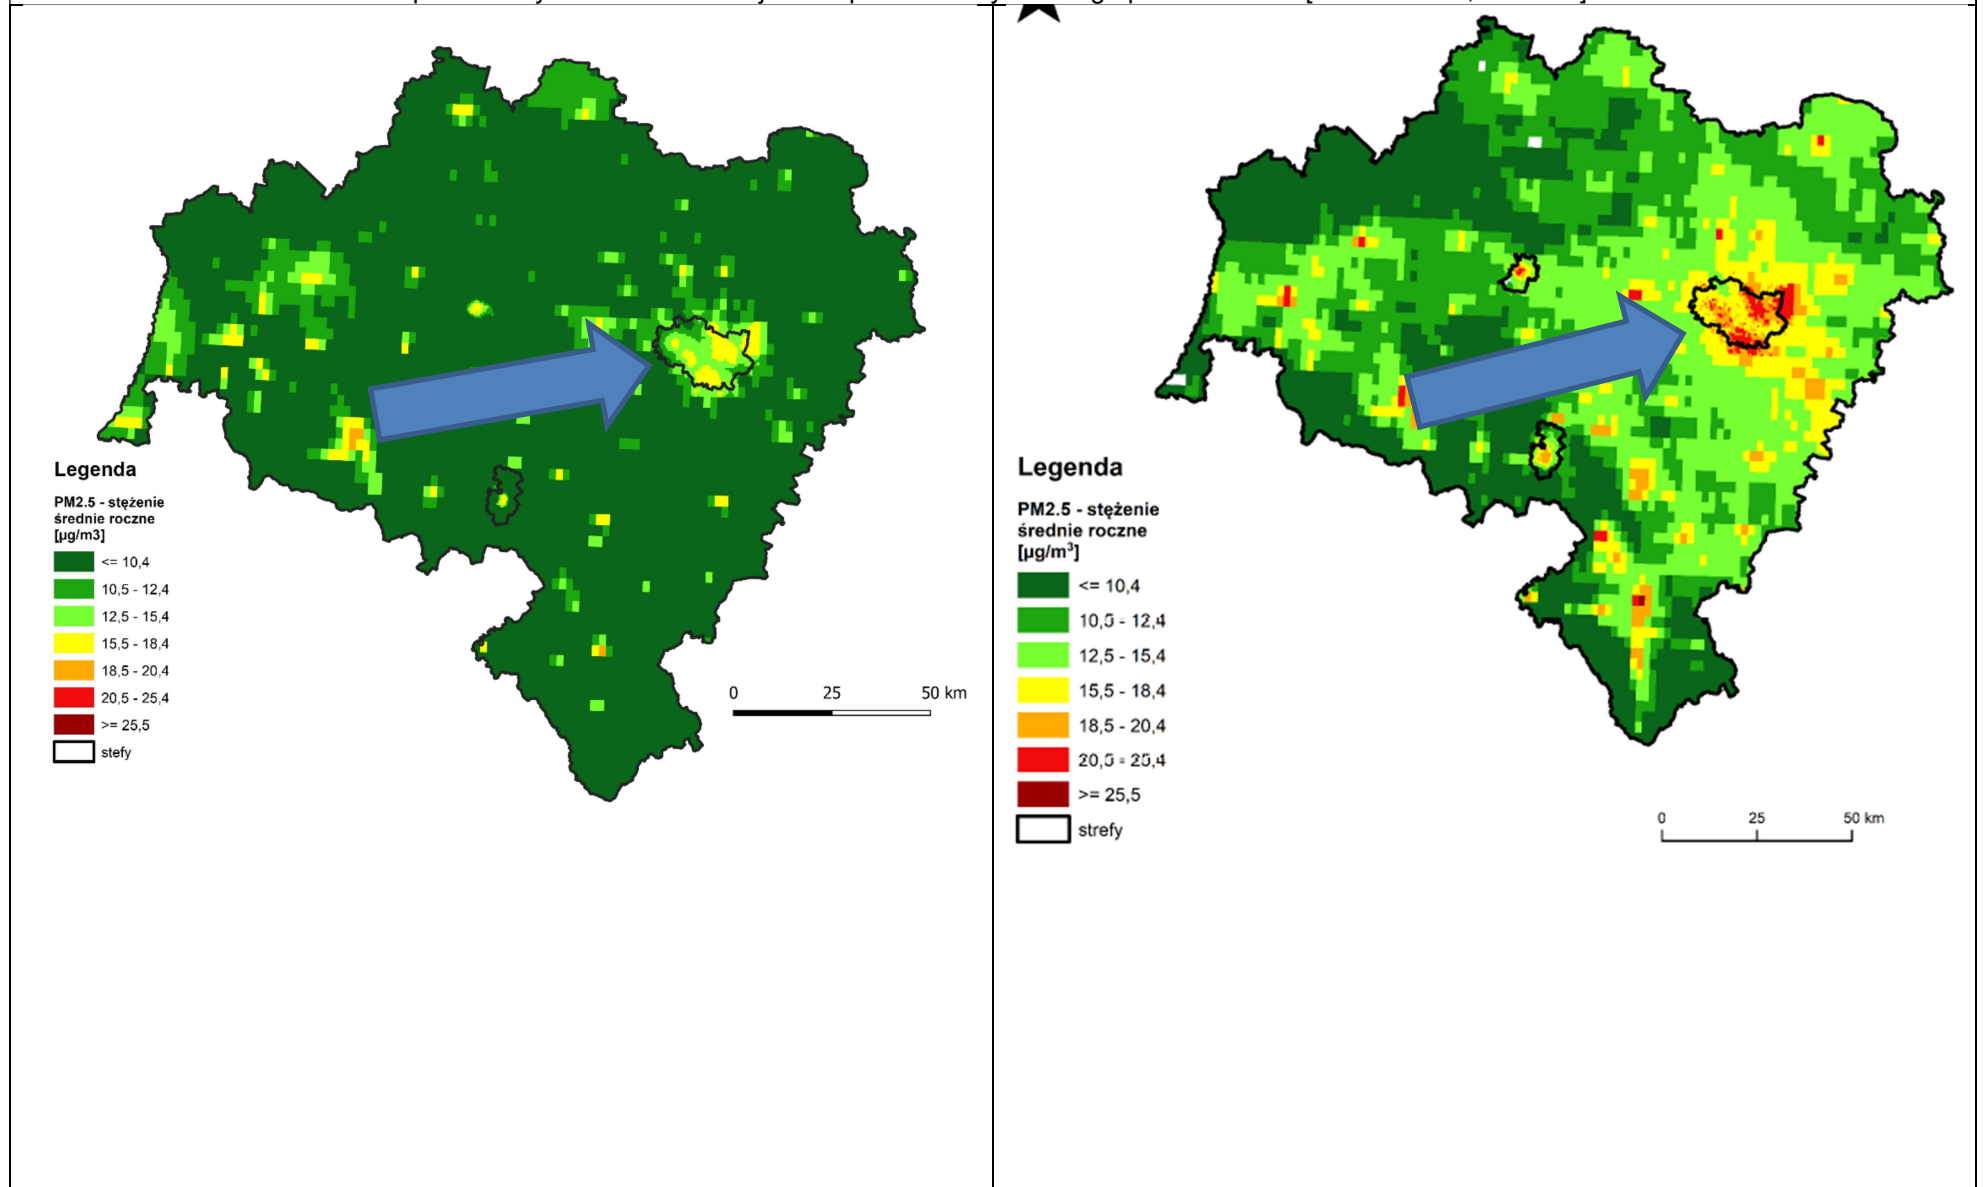 Legenda
PM2.5 - stężenie
średnie roczne
[µg/m3]
<= 10,4
10,5 - 12,4
12,5 - 15,4
15,5 - 18,4
18,5 - 20,4
20,5 - 25,4
>= 25,5
stefy
0 25 50 km
Legenda
PM2.5 - stężenie
średnie roczne
[µg/m³]
<= 10,4
10,5 - 12,4
12,5 - 15,4
15,5 - 18,4
18,5 - 20,4
20,5 - 25,4
>= 25,5
strefy
0 25 50 km